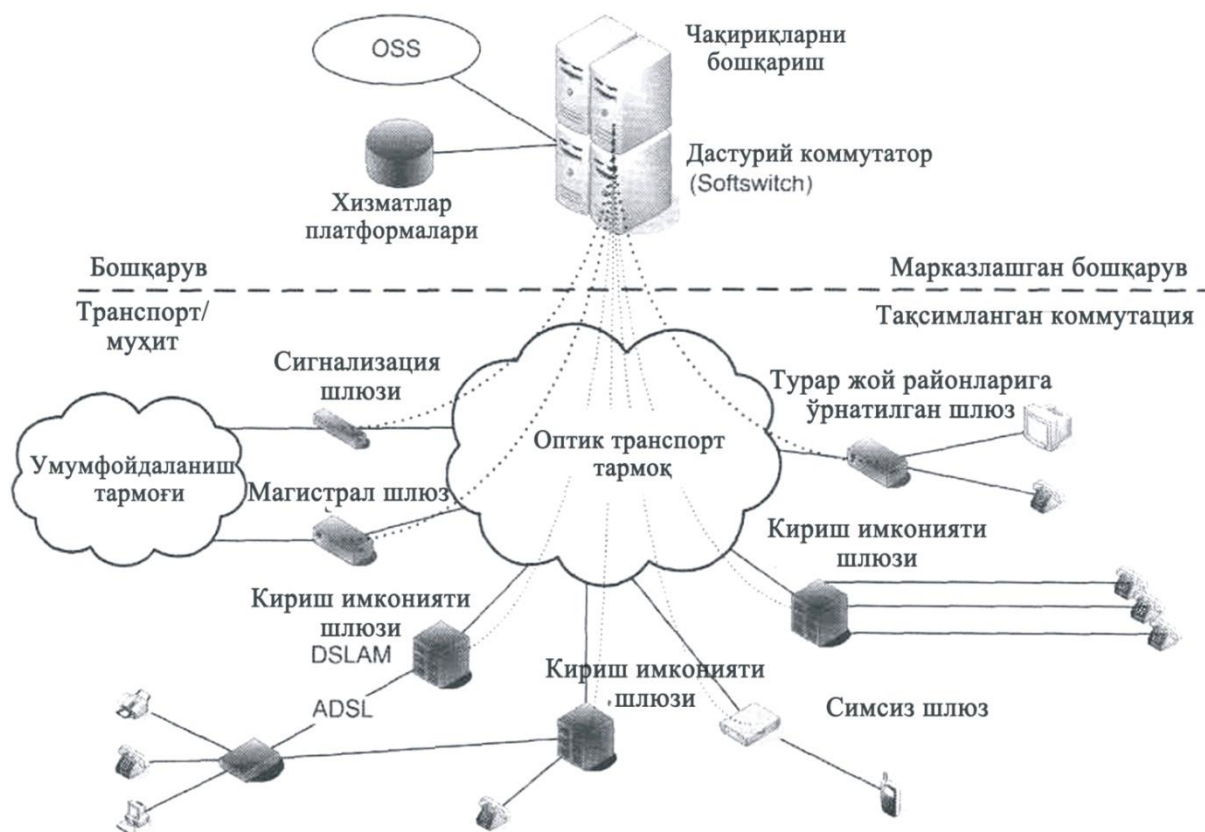 OSS
Чақириқларни
бошқариш
Дастурий коммутатор
(Softswitch)
Хизматлар
платформалари
Бошқарув
Марказлашган бошқарув
Транспорт/
муҳит
Тақсимланган коммутация
Сигнализация
шлюзи
Турар жой районларига
ўрнатилган шлюз
Оптик транспорт
тармоқ
Умумфойдаланиш
тармоғи
Магистрал шлюз
Кириш имконияти
шлюзи
Кириш имконияти
шлюзи
DSLAM
Кириш имконияти
шлюзи
ADSL
Симсиз шлюз